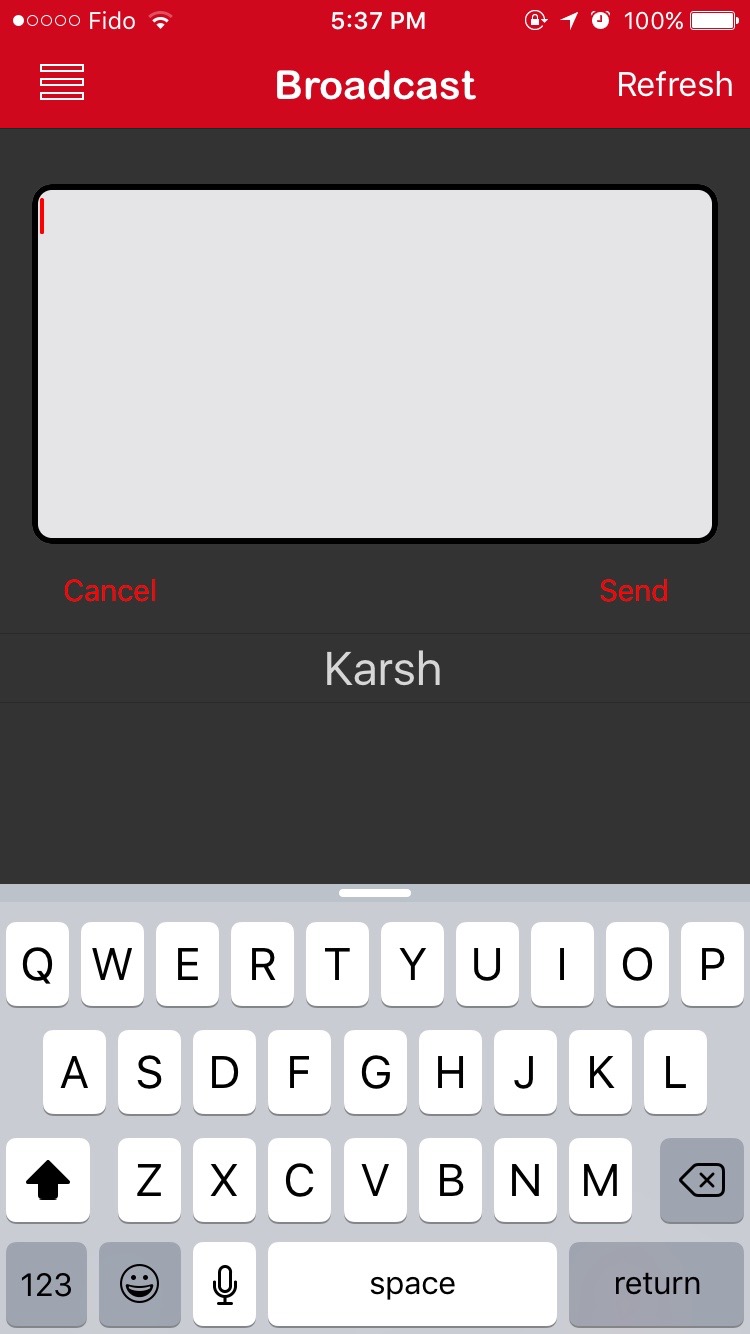 Fido 5:37 PM 100%
Broadcast Refresh
Cancel Send
Karsh
Q W E R T Y U I O P
A S D F G H J K L
Z X C V B N M
123 space return